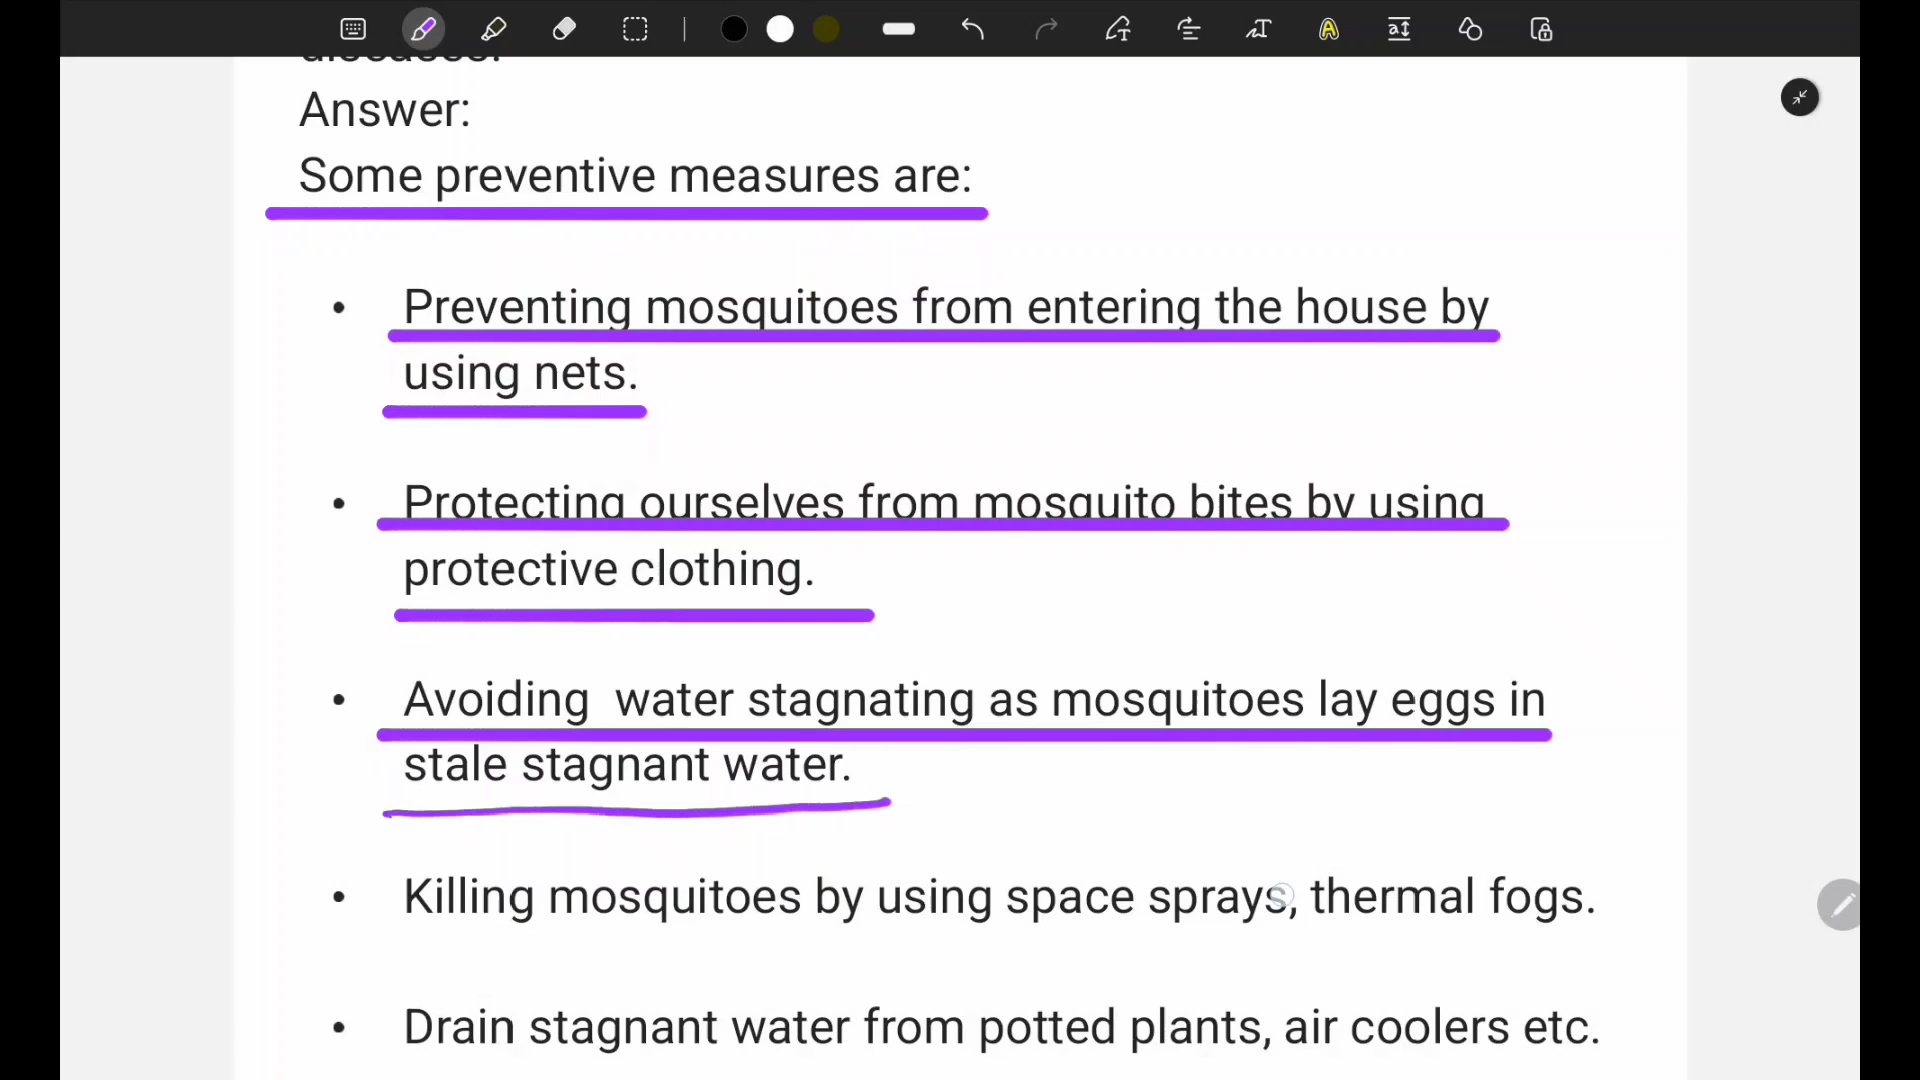 diseases.
Answer:
Some preventive measures are:
• Preventing mosquitoes from entering the house by
using nets.
• Protecting ourselves from mosquito bites by using
protective clothing.
• Avoiding  water stagnating as mosquitoes lay eggs in
stale stagnant water.
• Killing mosquitoes by using space sprays, thermal fogs.
• Drain stagnant water from potted plants, air coolers etc.